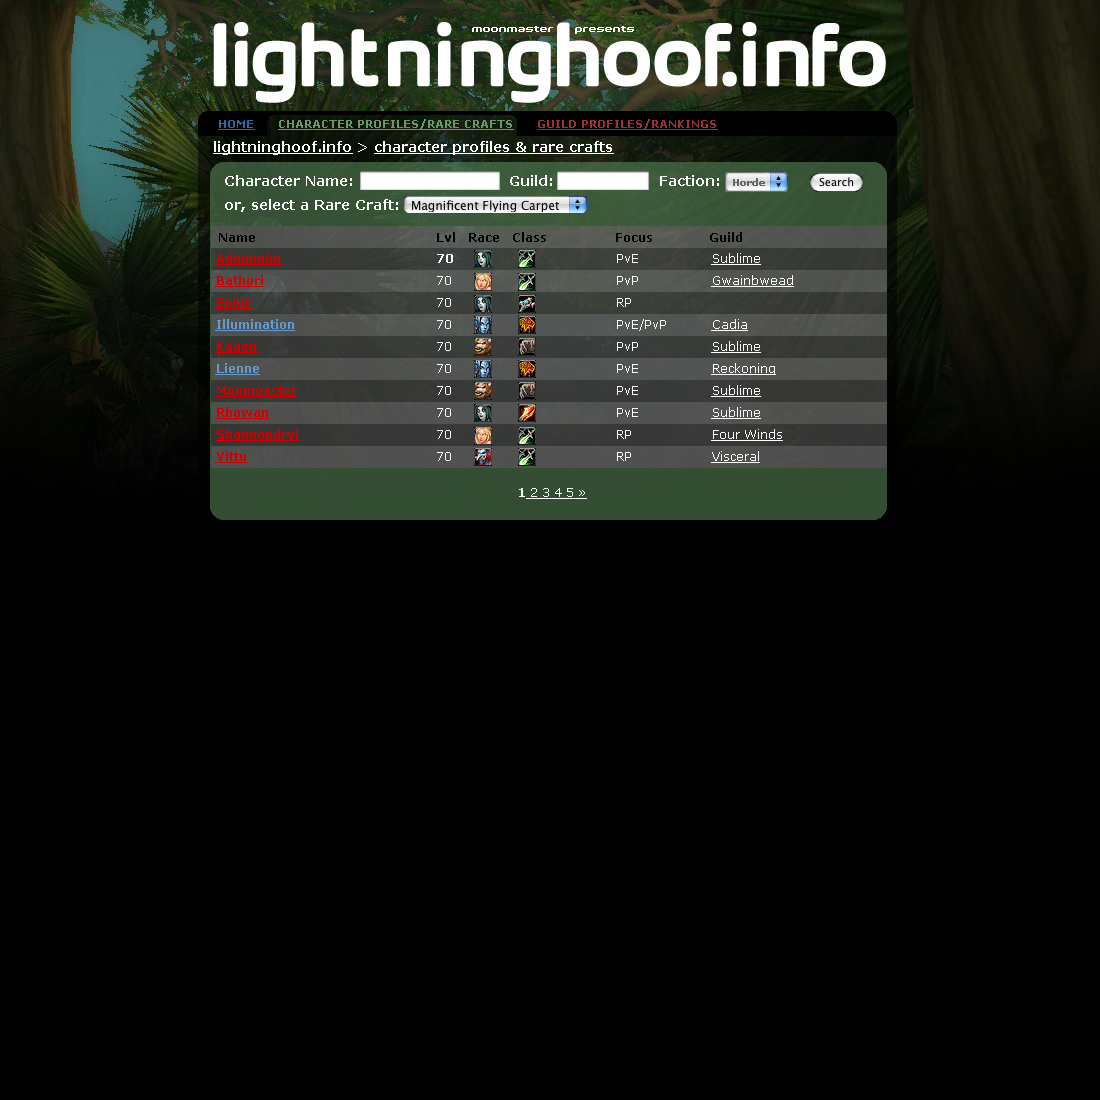 moonmaster presents
lightninghoof.info
HOME CHARACTER PROFILES/RARE CRAFTS GUILD PROFILES/RANKINGS
lightninghoof.info > character profiles & rare crafts
Character Name: Guild: Faction: Horde Search
or, select a Rare Craft: Magnificent Flying Carpet
Name Lvl Race Class Focus Guild
70 PvE Sublime
Bathori 70 PvP Gwainbwead
Ephic 70 RP
Illumination 70 PvE/PvP Cadia
Kagon 70 PvP Sublime
Lienne 70 PvE Reckoning
Moonmaster 70 PvE Sublime
Rhowan 70 PvE Sublime
70 RP Four Winds
Vittu 70 RP Visceral
1 2 3 4 5 »